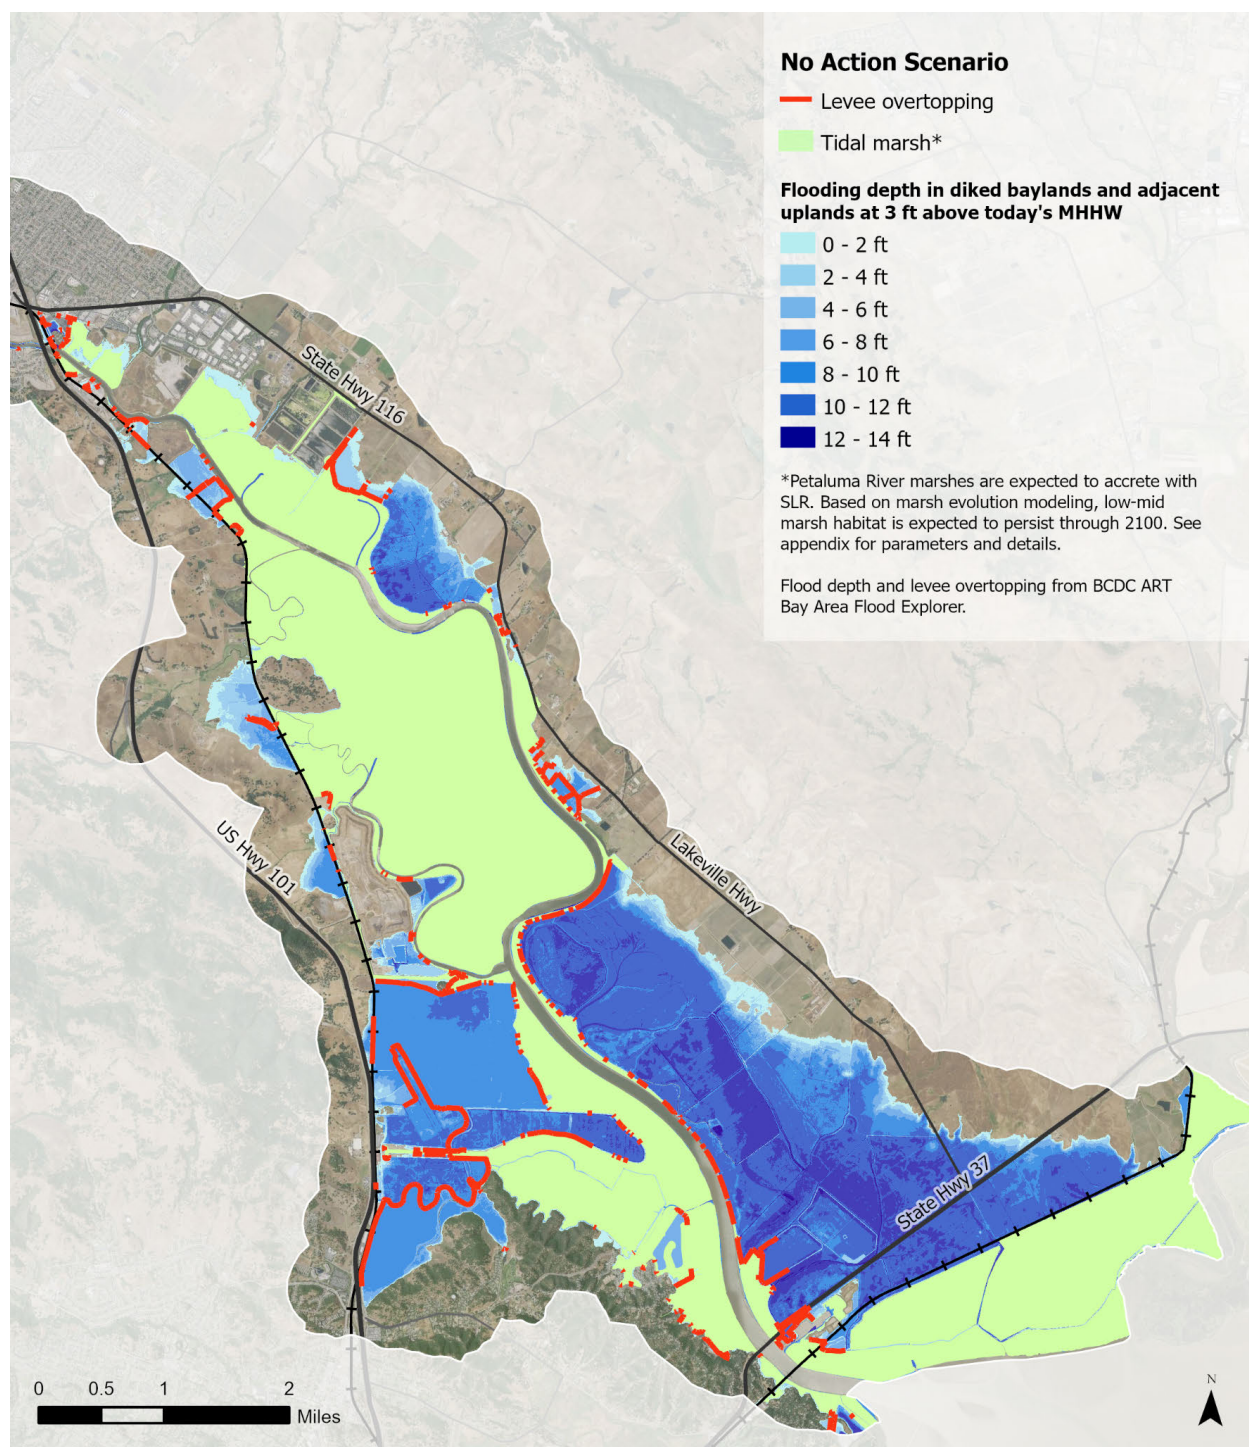 No Action Scenario
Levee overtopping
Tidal marsh*
Flooding depth in diked baylands and adjacent
uplands at 3 ft above today's MHHW
0 - 2 ft
2 - 4 ft
4 - 6 ft
6 - 8 ft
8 - 10 ft
10 - 12 ft
12 - 14 ft
*Petaluma River marshes are expected to accrete with
SLR. Based on marsh evolution modeling, low-mid
marsh habitat is expected to persist through 2100. See
appendix for parameters and details.
Flood depth and levee overtopping from BCDC ART
Bay Area Flood Explorer.
State Hwy 116
US Hwy 101
Lakeville Hwy
State Hwy 37
0 0.5 1 2
Miles
N